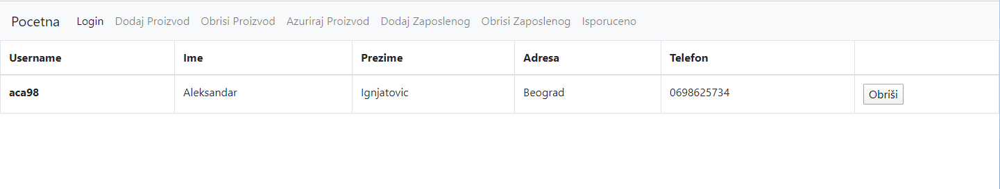 Pocetna Login Dodaj Proizvod Obrisi Proizvod Azuriraj Proizvod Dodaj Zaposlenog Obrisi Zaposlenog Isporuceno
Username Ime Prezime Adresa Telefon
aca98 Aleksandar Ignjatovic Beograd 0698625734 Obriši